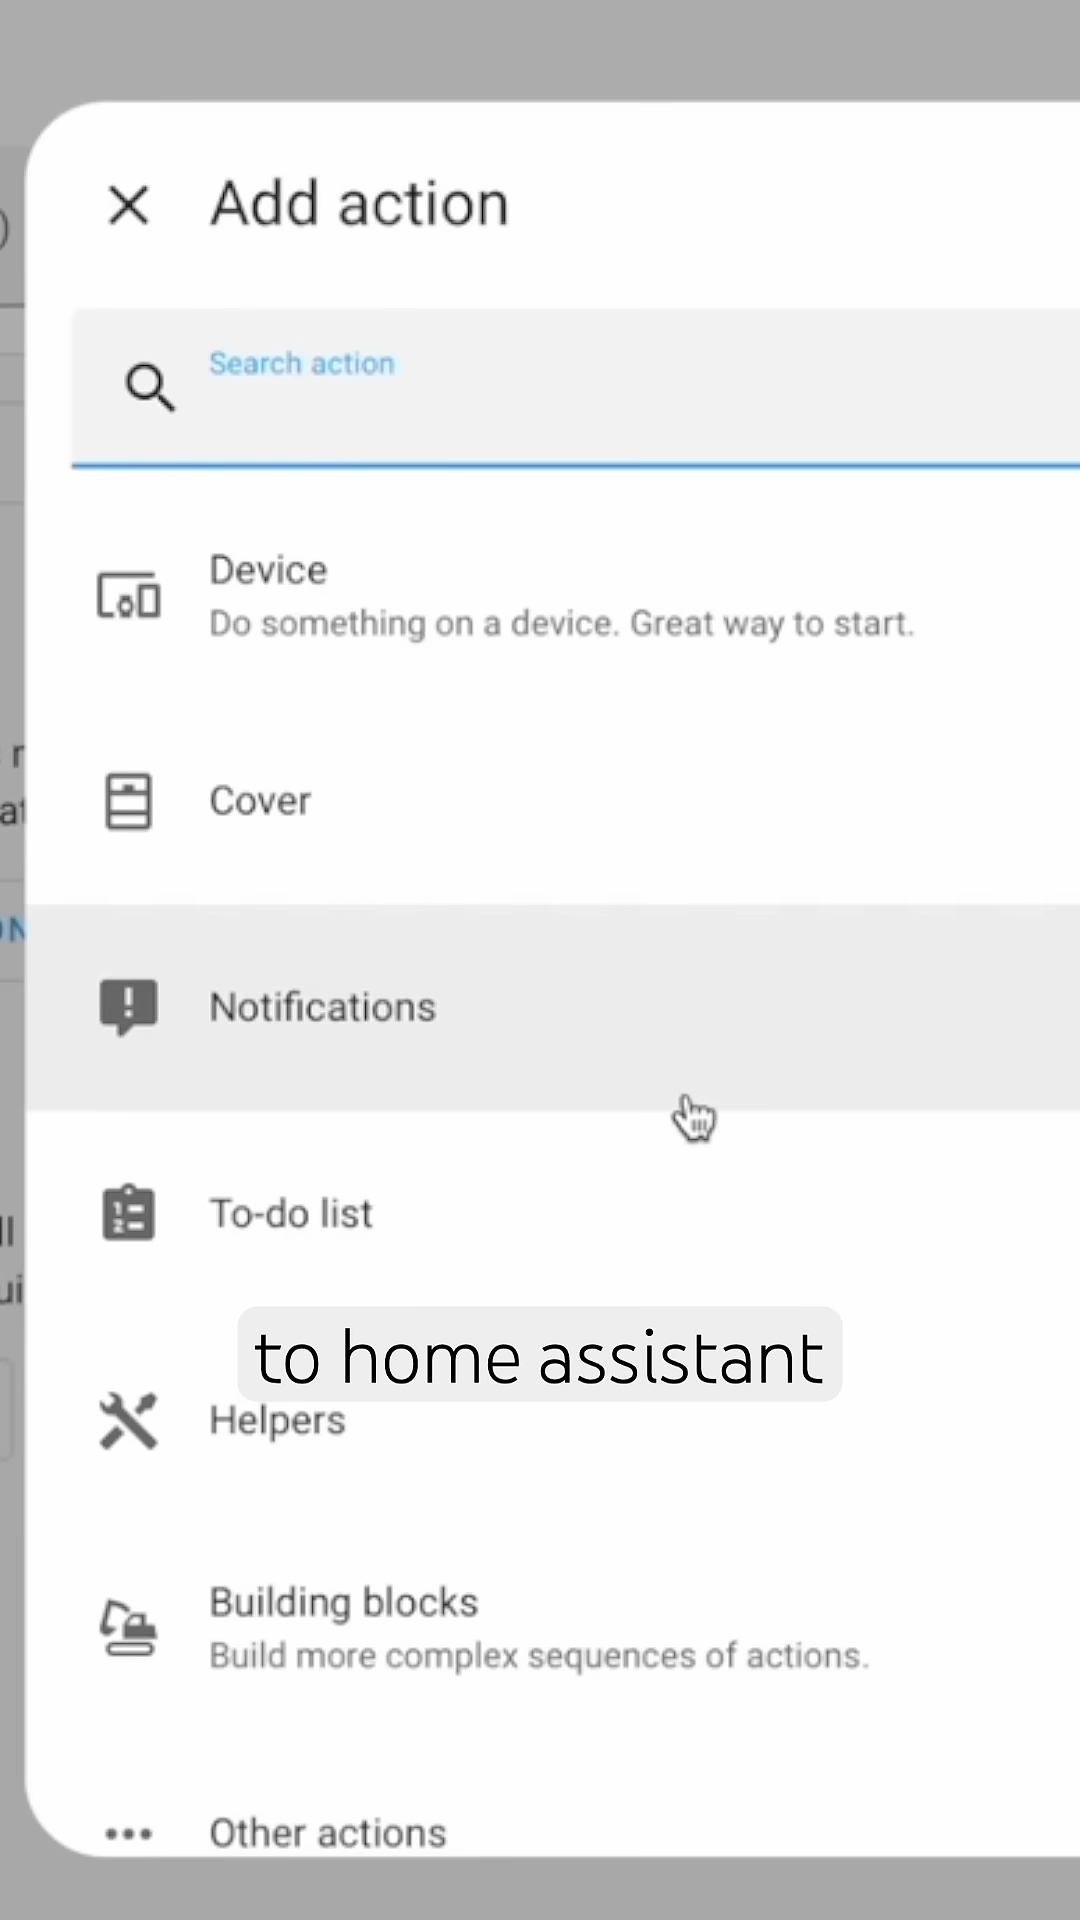 Add action
Search action
Device
Do something on a device. Great way to start.
Cover
Notifications
To-do list
to home assistant
Helpers
Building blocks
Build more complex sequences of actions.
Other actions